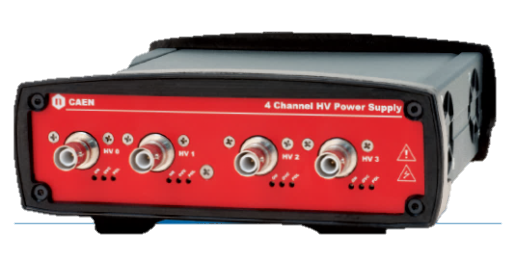 CAEN
4 Channel HV Power Supply
HV 0
HV 1
HV 2
HV 3